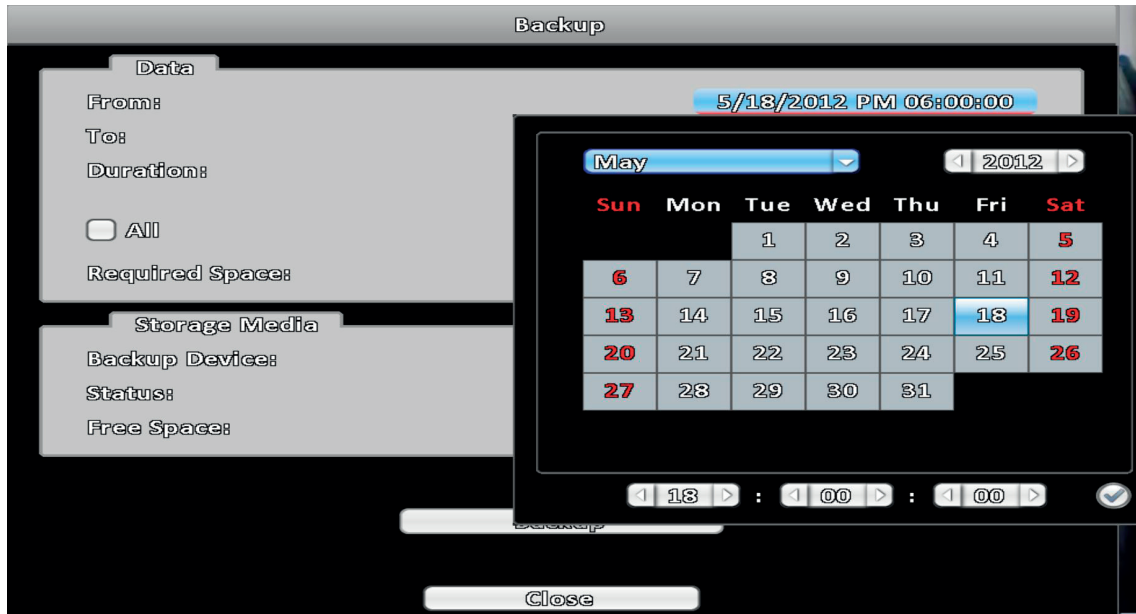 Backup
Data
From: 5/18/2012 PM 06:00:00
To:
Duration:
All
Required Space:
Storage Media
Backup Device:
Status:
Free Space:
May 2012
Sun Mon Tue Wed Thu Fri Sat
1 2 3 4 5
6 7 8 9 10 11 12
13 14 15 16 17 18 19
20 21 22 23 24 25 26
27 28 29 30 31
18 : 00 : 00
Backup
Close